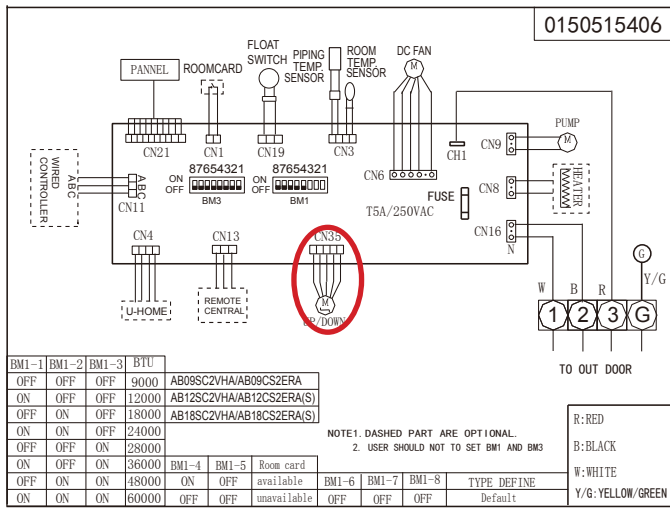 0150515406
FLOAT
SWITCH
PIPING
TEMP.
SENSOR
ROOM
TEMP.
SENSOR
DC FAN
M
PANNEL
ROOMCARD
CN21
CN1
CN19
CN3
CH1
CN9
PUMP
M
WIRED
CONTROLLER
A B C
A B C
CN11
87654321
ON
OFF
BM3
87654321
ON
OFF
BM1
CN6
FUSE
T5A/250VAC
CN8
HEATER
CN16
N
CN4
CN13
CN35
U-HOME
REMOTE
CENTRAL
M
UP/DOWN
G
Y/G
W B R
1 2 3 G
TO OUT DOOR
BM1-1 BM1-2 BM1-3 BTU
OFF OFF OFF 9000 AB09SC2VHA/AB09CS2ERA
ON OFF OFF 12000 AB12SC2VHA/AB12CS2ERA(S)
OFF ON OFF 18000 AB18SC2VHA/AB18CS2ERA(S)
ON ON OFF 24000
OFF OFF ON 28000
ON OFF ON 36000 BM1-4 BM1-5 Room card
OFF ON ON 48000 ON OFF available BM1-6 BM1-7 BM1-8 TYPE DEFINE
ON ON ON 60000 OFF OFF unavailable OFF OFF OFF Default
NOTE1. DASHED PART ARE OPTIONAL.
2. USER SHOULD NOT TO SET BM1 AND BM3
R:RED
B:BLACK
W:WHITE
Y/G:YELLOW/GREEN